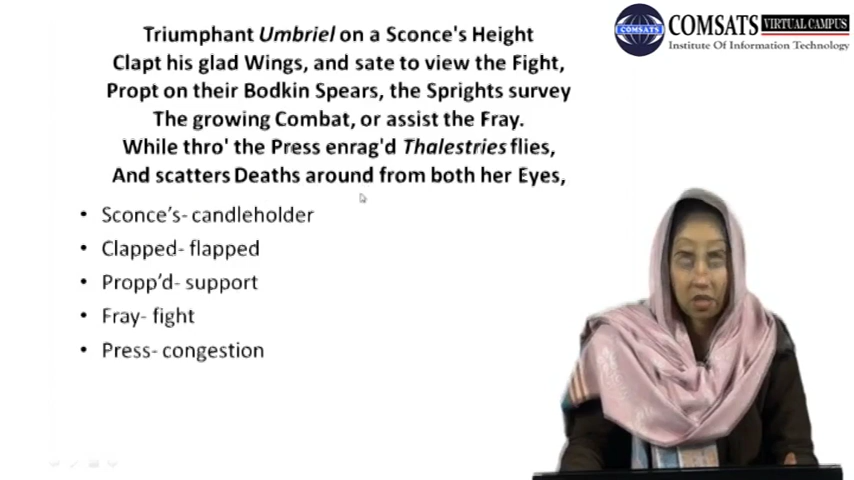 Triumphant Umbriel on a Sconce's Height
Clapt his glad Wings, and sate to view the Fight,
Propt on their Bodkin Spears, the Sprights survey
The growing Combat, or assist the Fray.
While thro' the Press enrag'd Thalestries flies,
And scatters Deaths around from both her Eyes,
• Sconce's- candleholder
• Clapped- flapped
• Propp'd- support
• Fray- fight
• Press- congestion
COMSATS
COMSATS VIRTUAL CAMPUS
Institute Of Information Technology